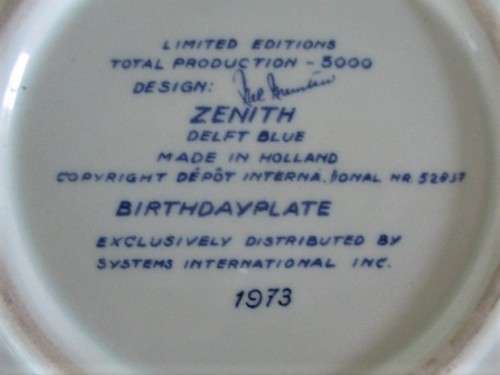 LIMITED EDITIONS
TOTAL PRODUCTION - 5000
DESIGN:
ZENITH
DELFT BLUE
MADE IN HOLLAND
COPYRIGHT DÉPÔT INTERNA.IONAL NR.
BIRTHDAYPLATE
EXCLUSIVELY DISTRIBUTED BY
SYSTEMS INTERNATIONAL INC.
1973